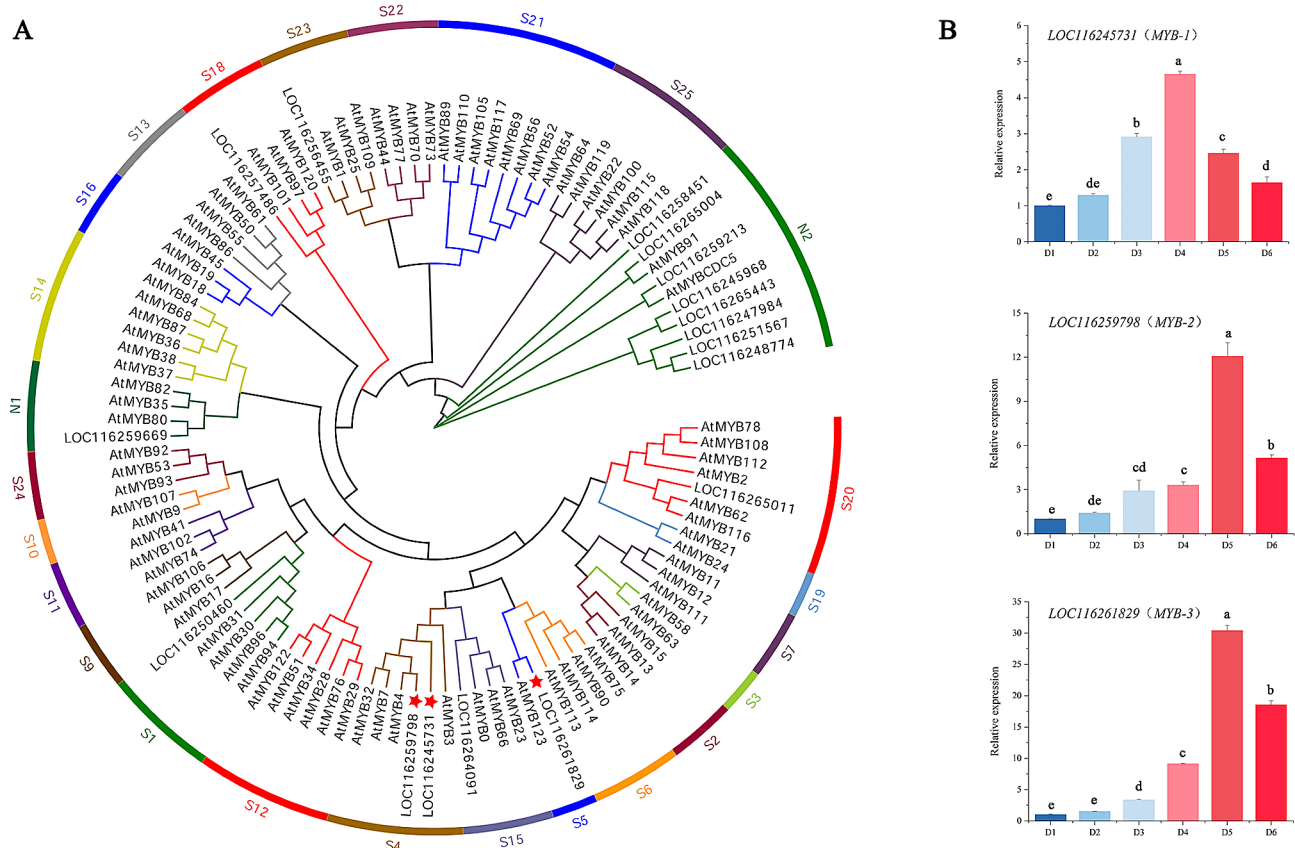 A
S22
S21
S23
S25
S18
S13
S16
N2
S14
N1
S24
S10
S11
S9
S1
S12
S4
S15
S5
S6
S2
S3
S7
S19
S20
LOC116257486
AtMYB101
AtMYB97
AtMYB120
LOC116256455
AtMYB1
AtMYB25
AtMYB109
AtMYB44
AtMYB77
AtMYB70
AtMYB73
AtMYB89
AtMYB110
AtMYB105
AtMYB117
AtMYB69
AtMYB56
AtMYB52
AtMYB54
AtMYB64
AtMYB119
AtMYB22
AtMYB100
AtMYB115
AtMYB118
LOC116258451
LOC116265004
AtMYB91
LOC116259213
AtMYBCDC5
LOC116245968
LOC116265443
LOC116247984
LOC116251567
LOC116248774
AtMYB78
AtMYB108
AtMYB112
AtMYB2
LOC116265011
AtMYB62
AtMYB116
AtMYB21
AtMYB24
AtMYB11
AtMYB12
AtMYB111
AtMYB58
AtMYB63
AtMYB15
AtMYB13
AtMYB14
AtMYB75
AtMYB90
AtMYB114
AtMYB113
LOC116261829
AtMYB123
AtMYB23
AtMYB66
AtMYB0
LOC116264091
AtMYB3
LOC116245731
LOC116259798
AtMYB4
AtMYB7
AtMYB32
AtMYB29
AtMYB76
AtMYB28
AtMYB34
AtMYB51
AtMYB122
AtMYB94
AtMYB96
AtMYB30
AtMYB31
LOC116250460
AtMYB17
AtMYB16
AtMYB106
AtMYB74
AtMYB102
AtMYB41
AtMYB9
AtMYB107
AtMYB93
AtMYB53
AtMYB92
LOC116259669
AtMYB80
AtMYB35
AtMYB82
AtMYB37
AtMYB38
AtMYB36
AtMYB87
AtMYB68
AtMYB84
AtMYB18
AtMYB19
AtMYB45
AtMYB86
AtMYB55
AtMYB50
AtMYB61
B
LOC116245731（MYB-1）
Relative expression
6
5
4
3
2
1
0
e
de
b
a
c
d
D1 D2 D3 D4 D5 D6
LOC116259798（MYB-2）
Relative expression
15
12
9
6
3
0
e
de
cd
c
a
b
D1 D2 D3 D4 D5 D6
LOC116261829（MYB-3）
Relative expression
35
30
25
20
15
10
5
0
e
e
d
c
a
b
D1 D2 D3 D4 D5 D6